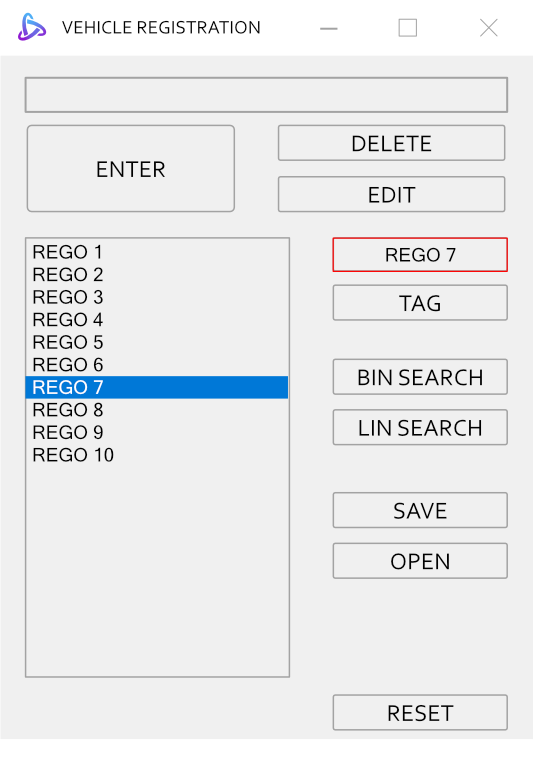 VEHICLE REGISTRATION
ENTER
DELETE
EDIT
REGO 1
REGO 2
REGO 3
REGO 4
REGO 5
REGO 6
REGO 7
REGO 8
REGO 9
REGO 10
REGO 7
TAG
BIN SEARCH
LIN SEARCH
SAVE
OPEN
RESET